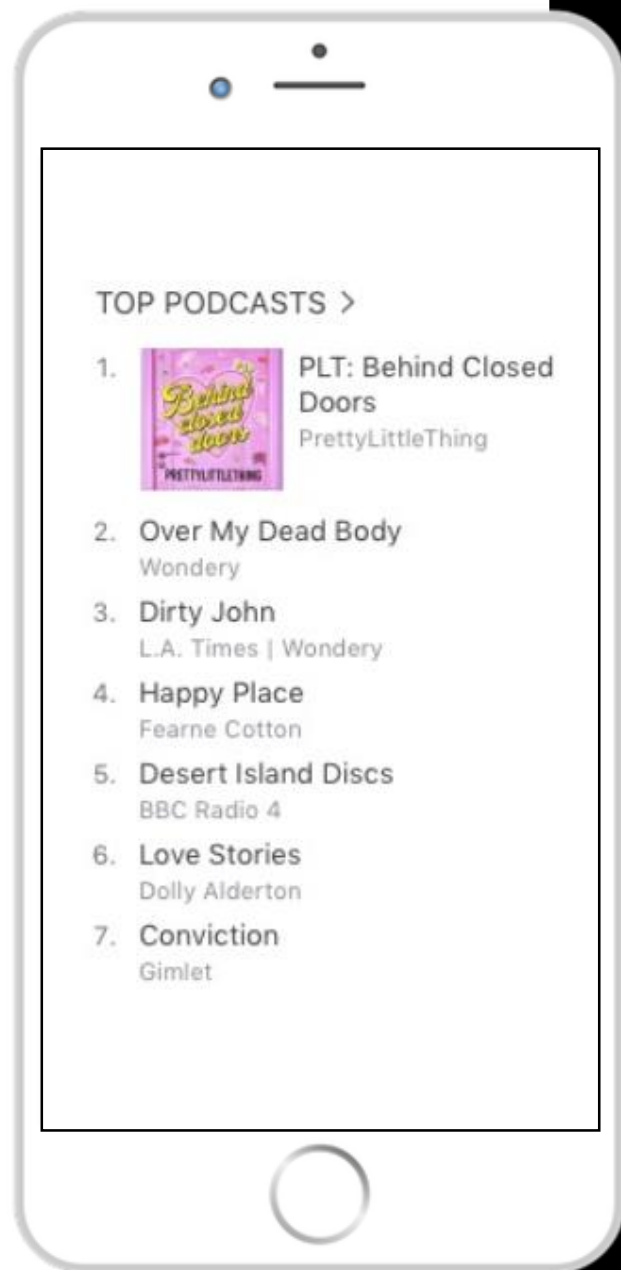 TOP PODCASTS >
1.
Behind
closed
doors
PRETTYLITTLETHING
PLT: Behind Closed
Doors
PrettyLittleThing
2. Over My Dead Body
Wondery
3. Dirty John
L.A. Times | Wondery
4. Happy Place
Fearne Cotton
5. Desert Island Discs
BBC Radio 4
6. Love Stories
Dolly Alderton
7. Conviction
Gimlet